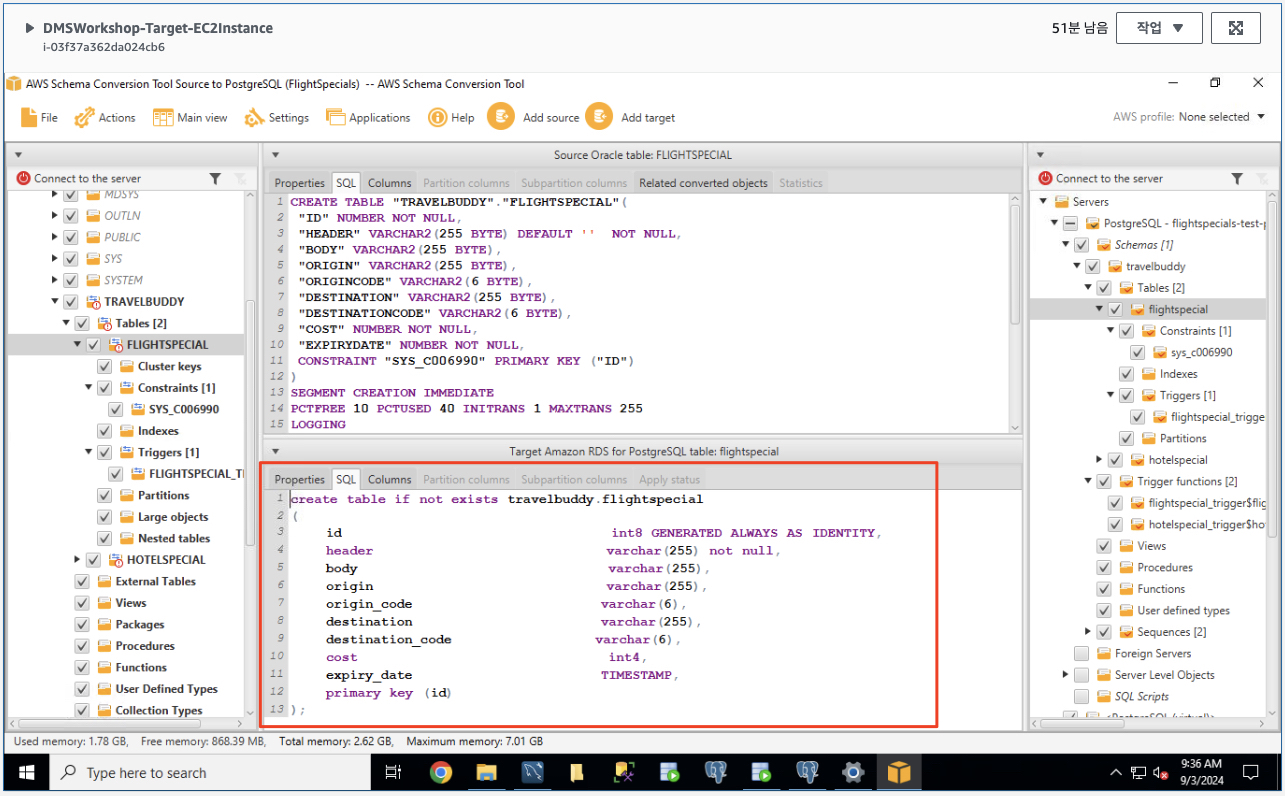 DMSWorkshop-Target-EC2Instance
i-03f37a362da024cb6
51분 남음
작업
AWS Schema Conversion Tool Source to PostgreSQL (FlightSpecials) -- AWS Schema Conversion Tool
File Actions Main view Settings Applications Help Add source Add target
AWS profile: None selected
Connect to the server
MDSYS
OUTLN
PUBLIC
SYS
SYSTEM
TRAVELBUDDY
Tables [2]
FLIGHTSPECIAL
Cluster keys
Constraints [1]
SYS_C006990
Indexes
Triggers [1]
FLIGHTSPECIAL_T
Partitions
Large objects
Nested tables
HOTELSPECIAL
External Tables
Views
Packages
Procedures
Functions
User Defined Types
Collection Types
Source Oracle table: FLIGHTSPECIAL
Properties SQL Columns Partition columns Subpartition columns Related converted objects Statistics
1 CREATE TABLE "TRAVELBUDDY"."FLIGHTSPECIAL"(
2 "ID" NUMBER NOT NULL,
3 "HEADER" VARCHAR2(255 BYTE) DEFAULT '' NOT NULL,
4 "BODY" VARCHAR2(255 BYTE),
5 "ORIGIN" VARCHAR2(255 BYTE),
6 "ORIGINCODE" VARCHAR2(6 BYTE),
7 "DESTINATION" VARCHAR2(255 BYTE),
8 "DESTINATIONCODE" VARCHAR2(6 BYTE),
9 "COST" NUMBER NOT NULL,
10 "EXPIRYDATE" NUMBER NOT NULL,
11 CONSTRAINT "SYS_C006990" PRIMARY KEY ("ID")
12 )
13 SEGMENT CREATION IMMEDIATE
14 PCTFREE 10 PCTUSED 40 INITRANS 1 MAXTRANS 255
15 LOGGING
Target Amazon RDS for PostgreSQL table: flightspecial
Properties SQL Columns Partition columns Subpartition columns Apply status
1 create table if not exists travelbuddy.flightspecial
2 (
3 id int8 GENERATED ALWAYS AS IDENTITY,
4 header varchar(255) not null,
5 body varchar(255),
6 origin varchar(255),
7 origin_code varchar(6),
8 destination varchar(255),
9 destination_code varchar(6),
10 cost int4,
11 expiry_date TIMESTAMP,
12 primary key (id)
13 );
Connect to the server
Servers
PostgreSQL - flightspecials-test-
Schemas [1]
travelbuddy
Tables [2]
flightspecial
Constraints [1]
sys_c006990
Indexes
Triggers [1]
flightspecial_trigge
Partitions
hotelspecial
Trigger functions [2]
flightspecial_trigger$flig
hotelspecial_trigger$ho
Views
Procedures
Functions
User defined types
Sequences [2]
Foreign Servers
Server Level Objects
SQL Scripts
<PostgreSQL (virtual)>
Used memory: 1.78 GB, Free memory: 868.39 MB, Total memory: 2.62 GB, Maximum memory: 7.01 GB
Type here to search
9:36 AM
9/3/2024